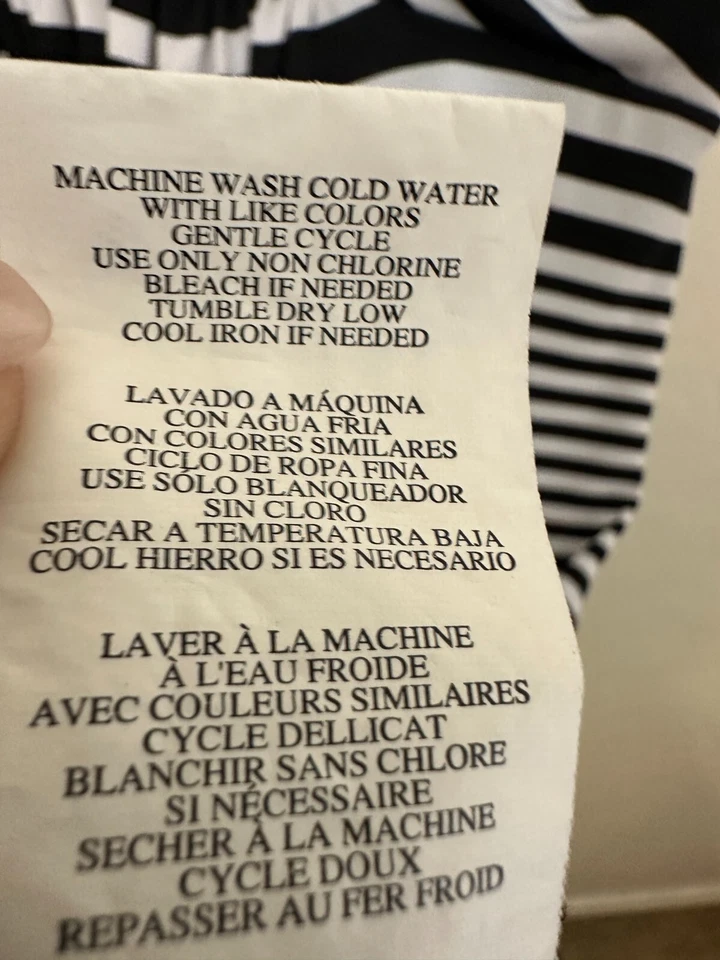 MACHINE WASH COLD WATER
WITH LIKE COLORS
GENTLE CYCLE
USE ONLY NON CHLORINE
BLEACH IF NEEDED
TUMBLE DRY LOW
COOL IRON IF NEEDED
LAVADO A MÁQUINA
CON AGUA FRIA
CON COLORES SIMILARES
CICLO DE ROPA FINA
USE SÓLO BLANQUEADOR
SIN CLORO
SECAR A TEMPERATURA BAJA
COOL HIERRO SI ES NECESARIO
LAVER À LA MACHINE
À L'EAU FROIDE
AVEC COULEURS SIMILAIRES
CYCLE DELLICAT
BLANCHIR SANS CHLORE
SI NÉCESSAIRE
SECHER À LA MACHINE
CYCLE DOUX
REPASSER AU FER FROID